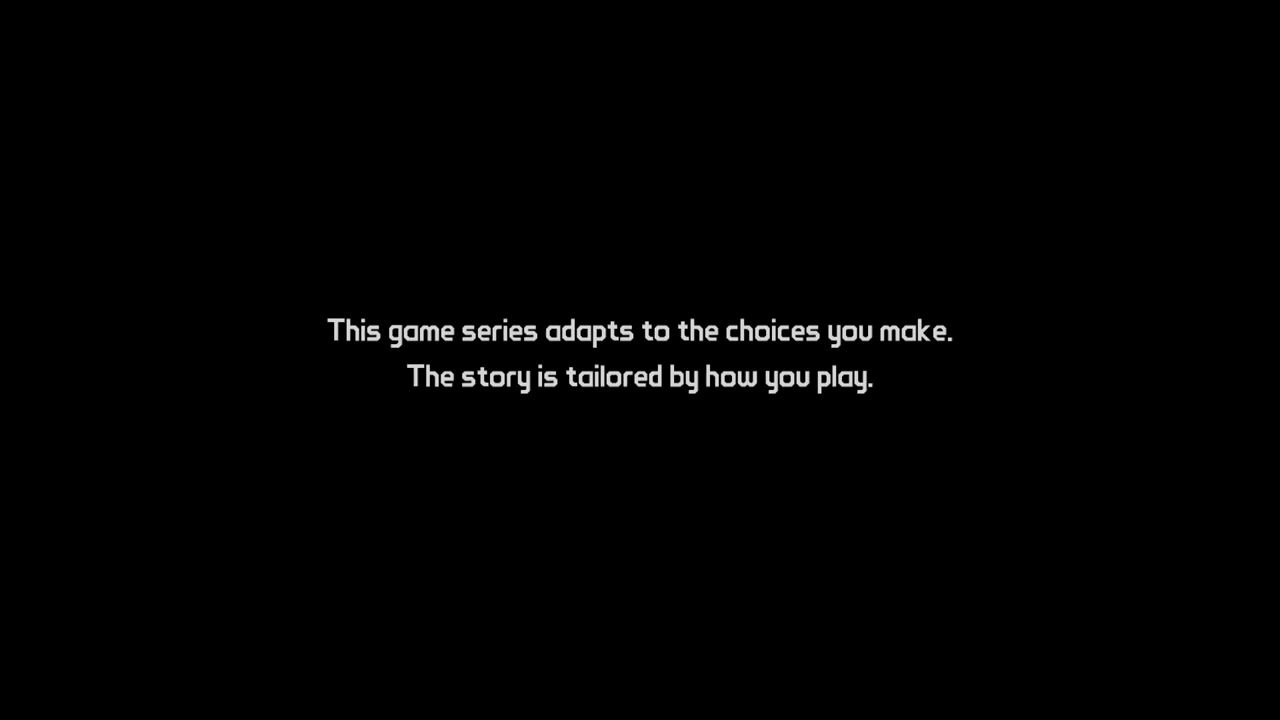 This game series adapts to the choices you make.
The story is tailored by how you play.